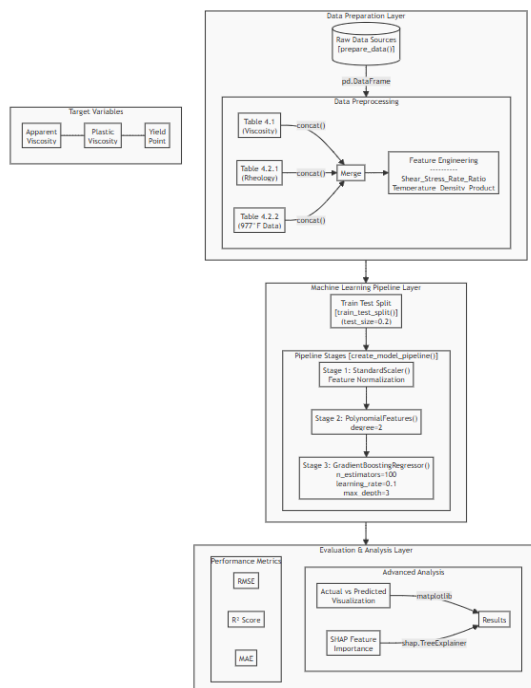 Data Preparation Layer
Raw Data Sources
[prepare_data()]
pd.DataFrame
Data Preprocessing
Table 4.1
(Viscosity)
concat()
Table 4.2.1
(Rheology)
concat()
Merge
Feature Engineering
----------
Shear_Stress_Rate_Ratio
Temperature_Density_Product
Table 4.2.2
(977°F Data)
concat()
Target Variables
Apparent
Viscosity
Plastic
Viscosity
Yield
Point
Machine Learning Pipeline Layer
Train Test Split
[train_test_split()]
(test_size=0.2)
Pipeline Stages [create_model_pipeline()]
Stage 1: StandardScaler()
Feature Normalization
Stage 2: PolynomialFeatures()
degree=2
Stage 3: GradientBoostingRegressor()
n_estimators=100
learning_rate=0.1
max_depth=3
Evaluation & Analysis Layer
Performance Metrics
RMSE
R² Score
MAE
Advanced Analysis
Actual vs Predicted
Visualization
matplotlib
Results
SHAP Feature
Importance
shap.TreeExplainer